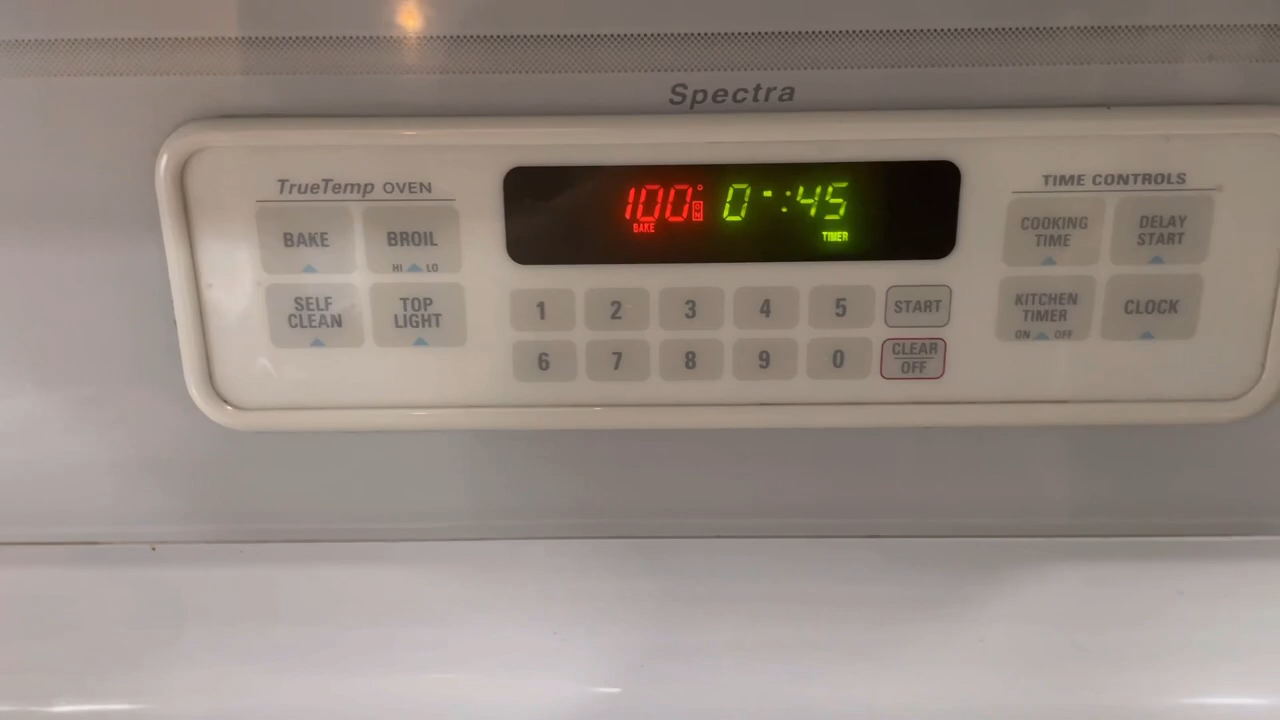 Spectra
TrueTemp OVEN
BAKE
BROIL
HI LO
SELF
CLEAN
TOP
LIGHT
100° ON
BAKE
0 :45
TIMER
1 2 3 4 5 START
6 7 8 9 0 CLEAR
OFF
TIME CONTROLS
COOKING
TIME
DELAY
START
KITCHEN
TIMER
ON OFF
CLOCK